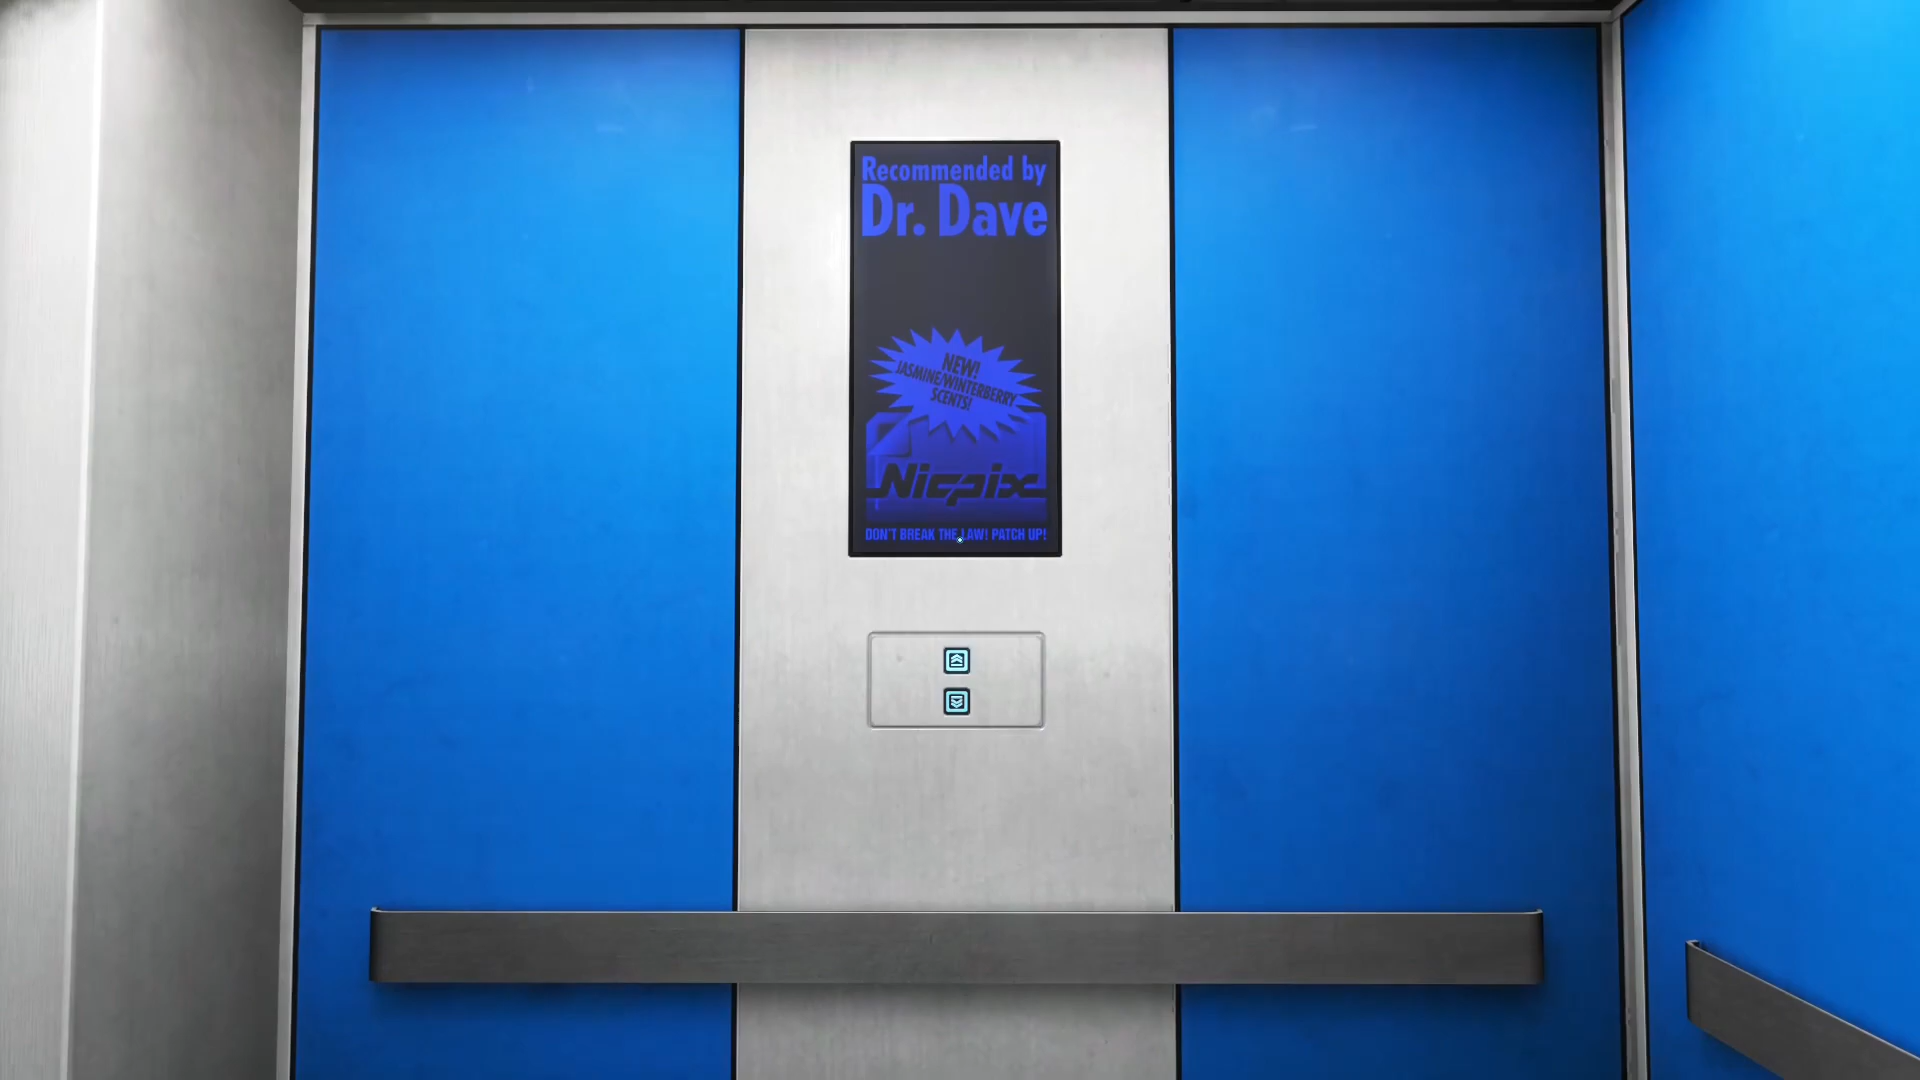 Recommended by
Dr. Dave
NEW!
JASMINE/WINTERBERRY
SCENTS!
Nicpix
DON'T BREAK THE LAW! PATCH UP!